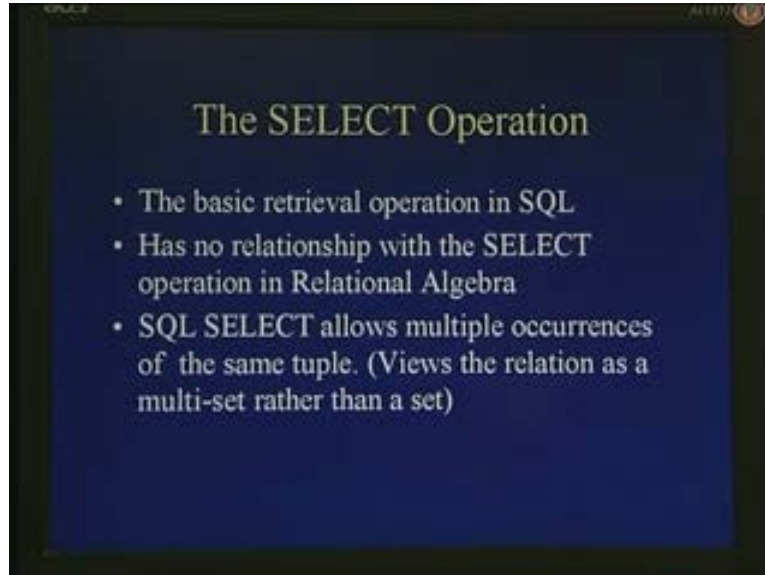 The SELECT Operation
• The basic retrieval operation in SQL
• Has no relationship with the SELECT
operation in Relational Algebra
• SQL SELECT allows multiple occurrences
of the same tuple. (Views the relation as a
multi-set rather than a set)